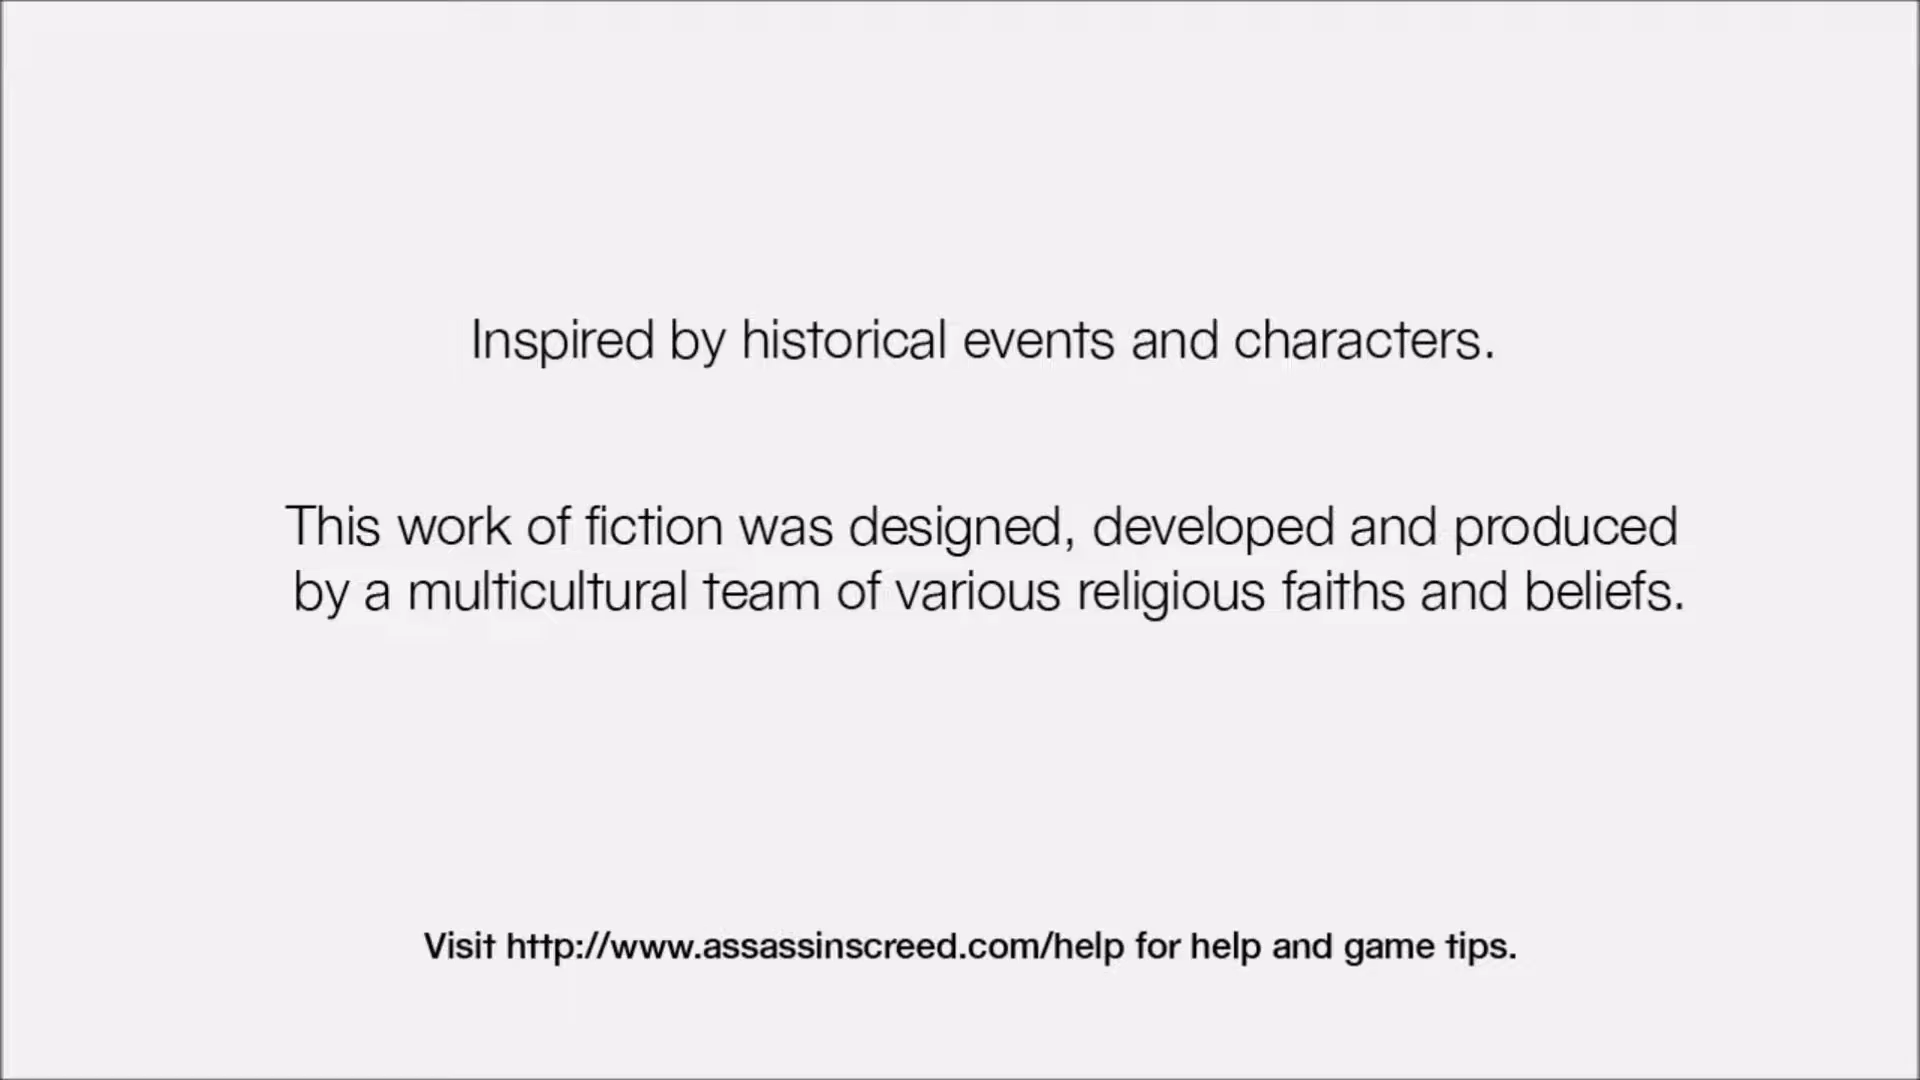 Inspired by historical events and characters.
This work of fiction was designed, developed and produced
by a multicultural team of various religious faiths and beliefs.
Visit http://www.assassinscreed.com/help for help and game tips.